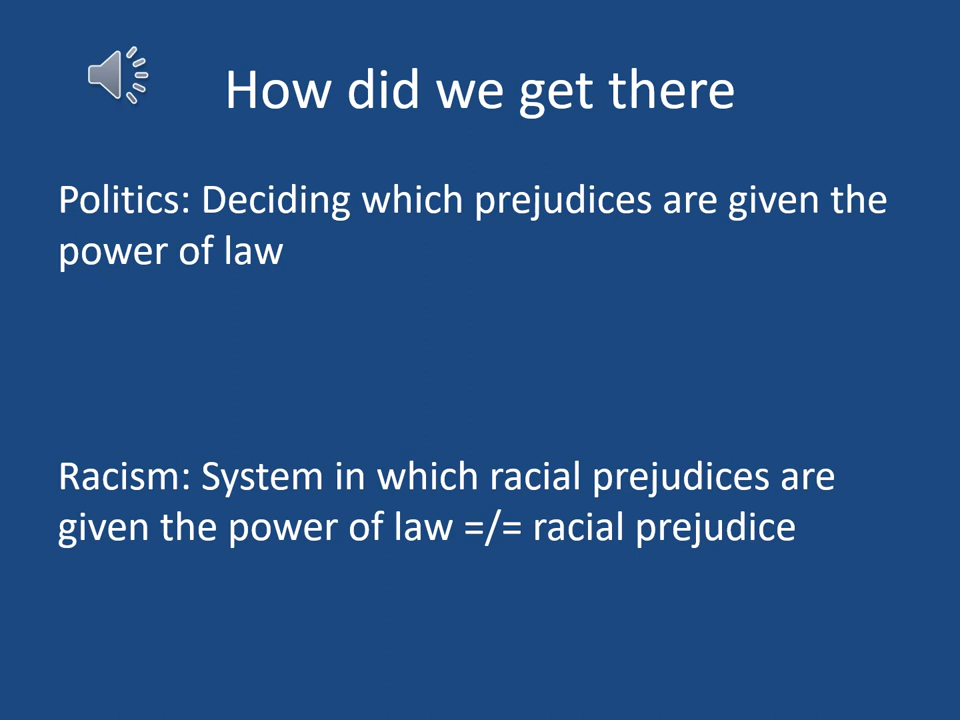 How did we get there
Politics: Deciding which prejudices are given the
power of law
Racism: System in which racial prejudices are
given the power of law =/= racial prejudice